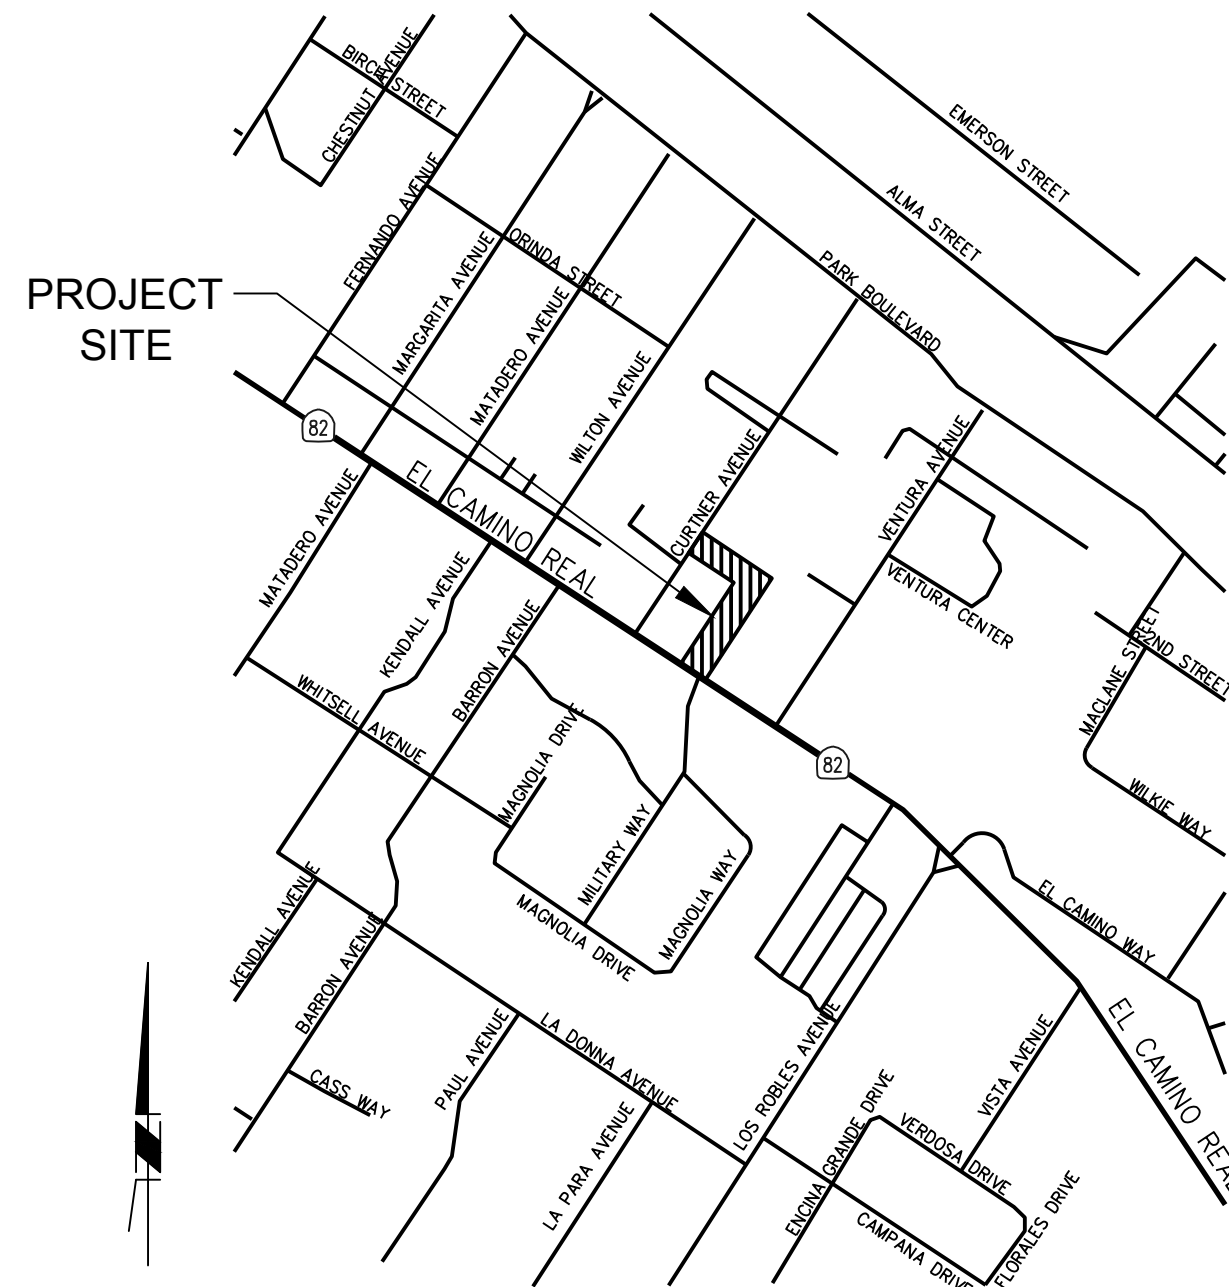 BIRCH STREET
CHESTNUT AVENUE
EMERSON STREET
ALMA STREET
FERNANDO AVENUE
ORINDA STREET
MARGARITA AVENUE
PARK BOULEVARD
PROJECT
SITE
MATADERO AVENUE
WILTON AVENUE
82
EL CAMINO REAL
CURTNER AVENUE
VENTURA AVENUE
MATADERO AVENUE
KENDALL AVENUE
BARRON AVENUE
VENTURA CENTER
MACLANE STREET
2ND STREET
WHITSELL AVENUE
MAGNOLIA DRIVE
82
WILKIE WAY
MILITARY WAY
MAGNOLIA WAY
MAGNOLIA DRIVE
EL CAMINO WAY
KENDALL AVENUE
BARRON AVENUE
EL CAMINO REAL
PAUL AVENUE
LA DONNA AVENUE
LOS ROBLES AVENUE
VISTA AVENUE
CASS WAY
LA PARA AVENUE
ENCINA GRANDE DRIVE
VERDOSA DRIVE
CAMPANA DRIVE
FLORALES DRIVE